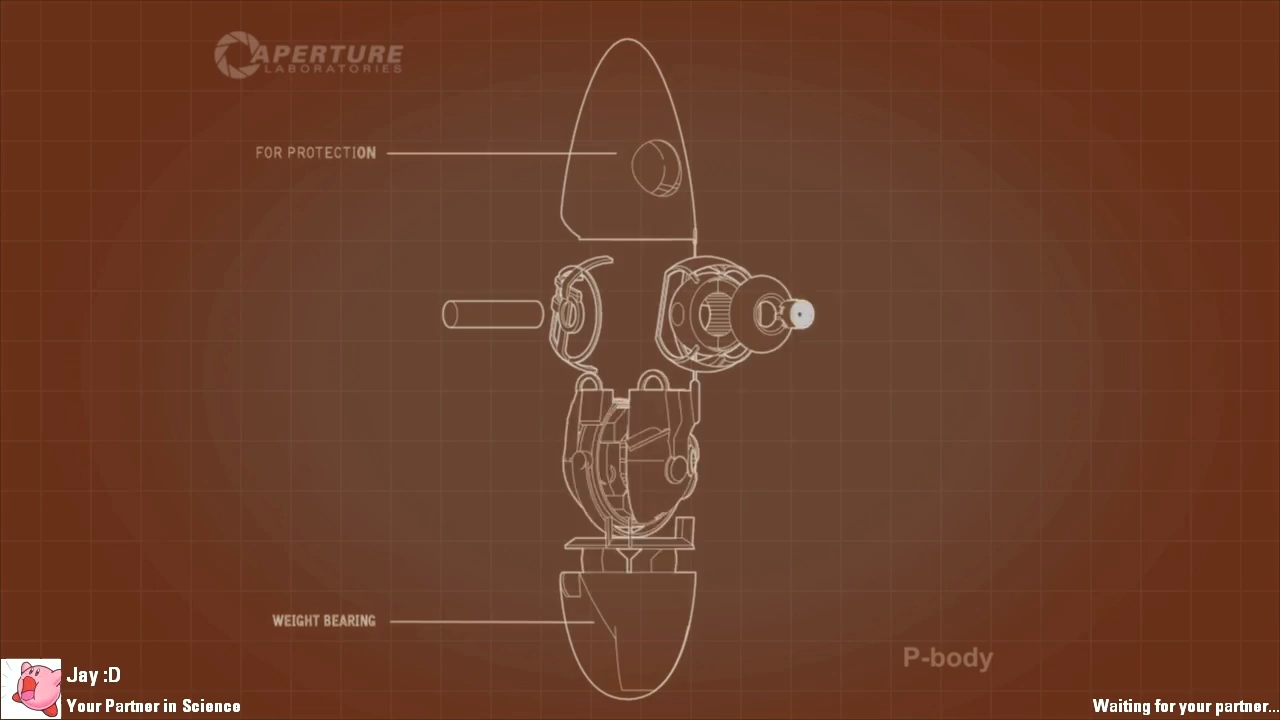 APERTURE
LABORATORIES
FOR PROTECTION
WEIGHT BEARING
P-body
Jay :D
Your Partner in Science
Waiting for your partner...